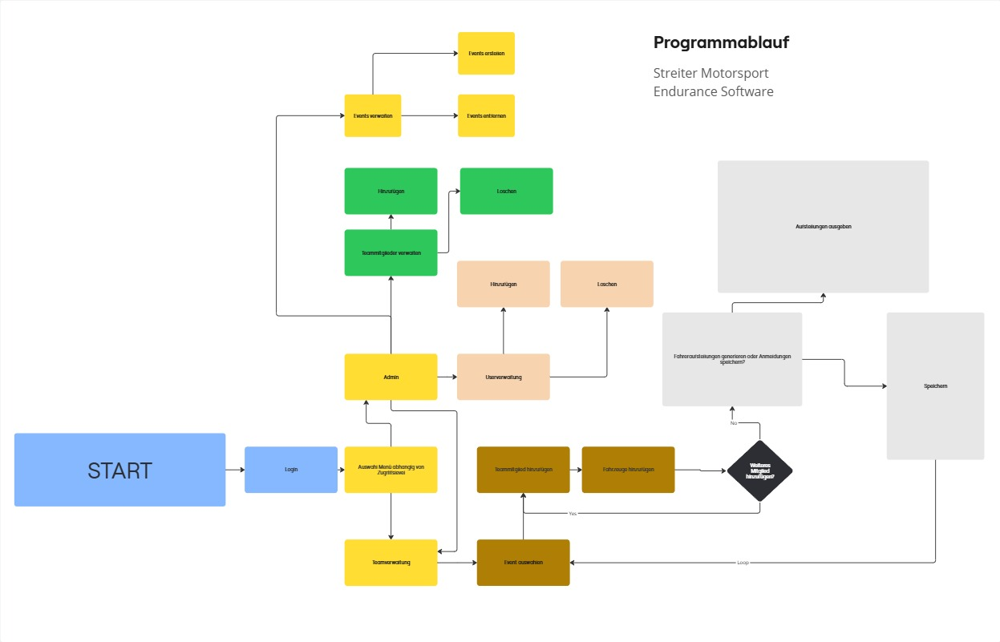 Programmablauf
Streiter Motorsport
Endurance Software
Events erstellen
Events verwalten
Events entfernen
Hinzufügen
Löschen
Teammitglieder verwalten
Hinzufügen
Löschen
Aufstellungen ausgeben
Admin
Userverwaltung
Fahreraufstellungen generieren oder Anmeldungen
speichern?
Speichern
No
START
Login
Auswahl Menü abhängig von
Zugriffslevel
Teammitglied hinzufügen
Fahrzeuge hinzufügen
Weiteres
Mitglied
hinzufügen?
Yes
Teamverwaltung
Event auswählen
Loop